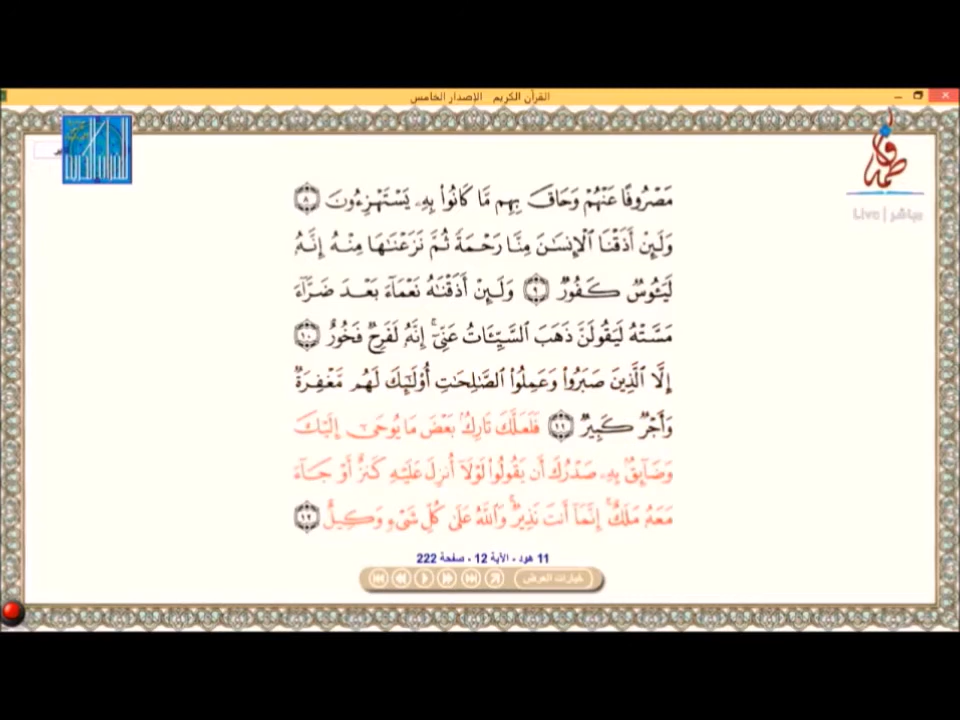 القرآن الكريم - الإصدار الخامس
فاطمة
مباشر | Live
مَصْرُوفًا عَنْهُمْ وَحَاقَ بِهِم مَّا كَانُوا۟ بِهِۦ يَسْتَهْزِءُونَ ٨
وَلَئِنْ أَذَقْنَا ٱلْإِنسَٰنَ مِنَّا رَحْمَةً ثُمَّ نَزَعْنَٰهَا مِنْهُ إِنَّهُۥ
لَيَـُٔوسٌ كَفُورٌ ٩ وَلَئِنْ أَذَقْنَٰهُ نَعْمَآءَ بَعْدَ ضَرَّآءَ
مَسَّتْهُ لَيَقُولَنَّ ذَهَبَ ٱلسَّيِّـَٔاتُ عَنِّىٓ ۚ إِنَّهُۥ لَفَرِحٌ فَخُورٌ ١٠
إِلَّا ٱلَّذِينَ صَبَرُوا۟ وَعَمِلُوا۟ ٱلصَّٰلِحَٰتِ أُو۟لَٰٓئِكَ لَهُم مَّغْفِرَةٌ
وَأَجْرٌ كَبِيرٌ ١١ فَلَعَلَّكَ تَارِكٌۢ بَعْضَ مَا يُوحَىٰٓ إِلَيْكَ
وَضَآئِقٌۢ بِهِۦ صَدْرُكَ أَن يَقُولُوا۟ لَوْلَآ أُنزِلَ عَلَيْهِ كَنزٌ أَوْ جَآءَ
مَعَهُۥ مَلَكٌ ۚ إِنَّمَآ أَنتَ نَذِيرٌ ۚ وَٱللَّهُ عَلَىٰ كُلِّ شَىْءٍ وَكِيلٌ ١٢
11 هود - الآية 12 - صفحة 222
خيارات العرض